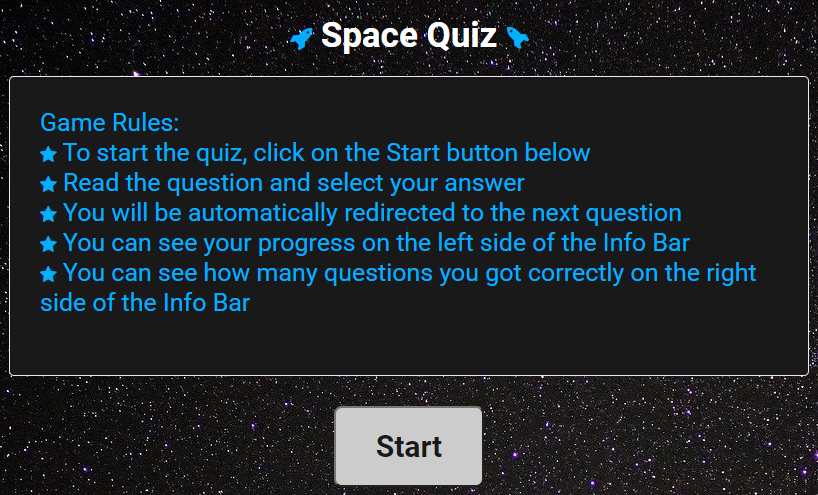 Space Quiz
Game Rules:
To start the quiz, click on the Start button below
Read the question and select your answer
You will be automatically redirected to the next question
You can see your progress on the left side of the Info Bar
You can see how many questions you got correctly on the right
side of the Info Bar
Start